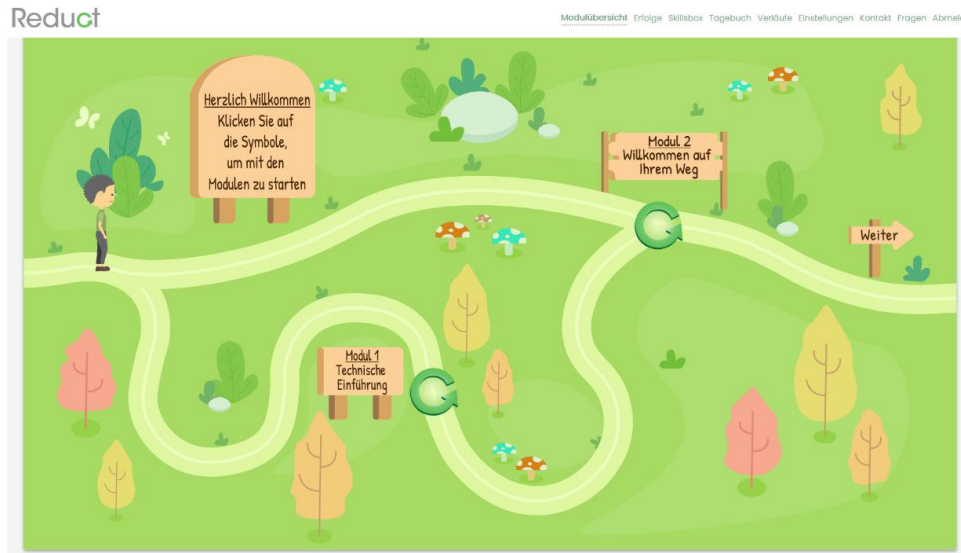 Reduct
Modulübersicht Erfolge Skillsbox Tagebuch Verläufe Einstellungen Kontakt Fragen Abmel
Herzlich Willkommen
Klicken Sie auf
die Symbole,
um mit den
Modulen zu starten
Modul 2
Willkommen auf
Ihrem Weg
Weiter
Modul 1
Technische
Einführung